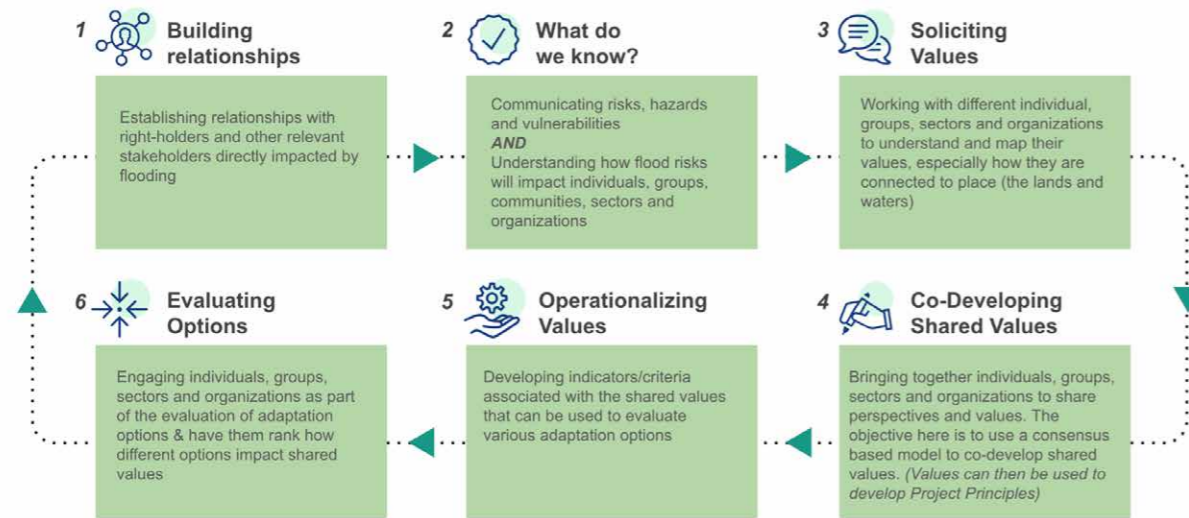 1
Building
relationships
Establishing relationships with
right-holders and other relevant
stakeholders directly impacted by
flooding
2
What do
we know?
Communicating risks, hazards
and vulnerabilities
AND
Understanding how flood risks
will impact individuals, groups,
communities, sectors and
organizations
3
Soliciting
Values
Working with different individual,
groups, sectors and organizations
to understand and map their
values, especially how they are
connected to place (the lands and
waters)
4
Co-Developing
Shared Values
Bringing together individuals, groups,
sectors and organizations to share
perspectives and values. The
objective here is to use a consensus
based model to co-develop shared
values. (Values can then be used to
develop Project Principles)
5
Operationalizing
Values
Developing indicators/criteria
associated with the shared values
that can be used to evaluate
various adaptation options
6
Evaluating
Options
Engaging individuals, groups,
sectors and organizations as part
of the evaluation of adaptation
options & have them rank how
different options impact shared
values